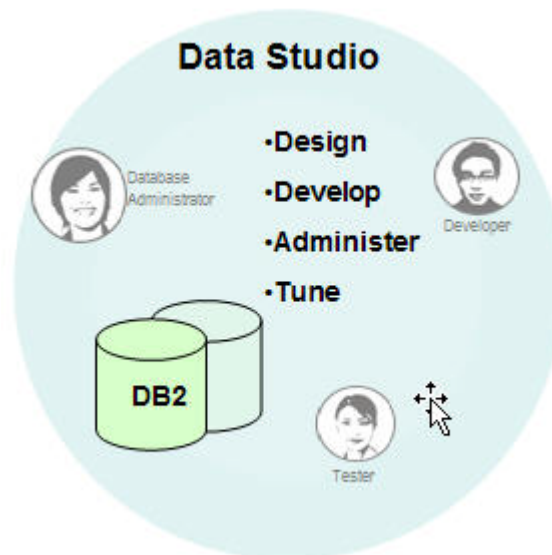 Data Studio
•Design
•Develop
•Administer
•Tune
Database
Administrator
Developer
DB2
Tester